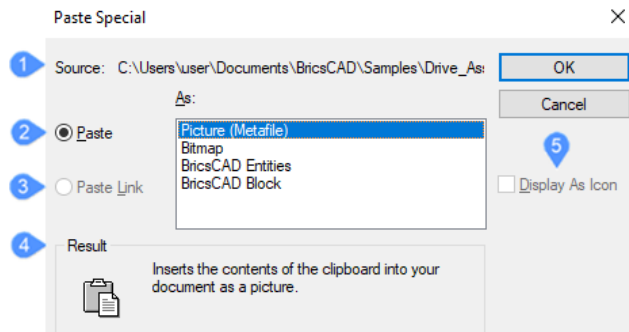 Paste Special
1
Source: C:\Users\user\Documents\BricsCAD\Samples\Drive_As
OK
As:
Cancel
2
Paste
Picture (Metafile)
Bitmap
BricsCAD Entities
BricsCAD Block
5
3
Paste Link
Display As Icon
4
Result
Inserts the contents of the clipboard into your
document as a picture.